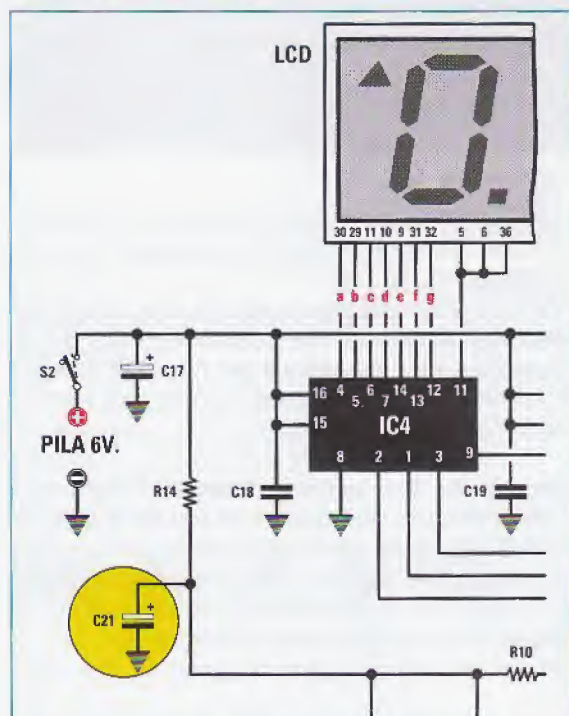 LCD
30 29 11 10 9 31 32 5 6 36
a b c d e f g
S2
+
C17
+
PILA 6V.
-
16 4 5. 6 7 14 13 12 11
15 IC4 9
8 2 1 3
R14
C18
C19
+
C21
R10